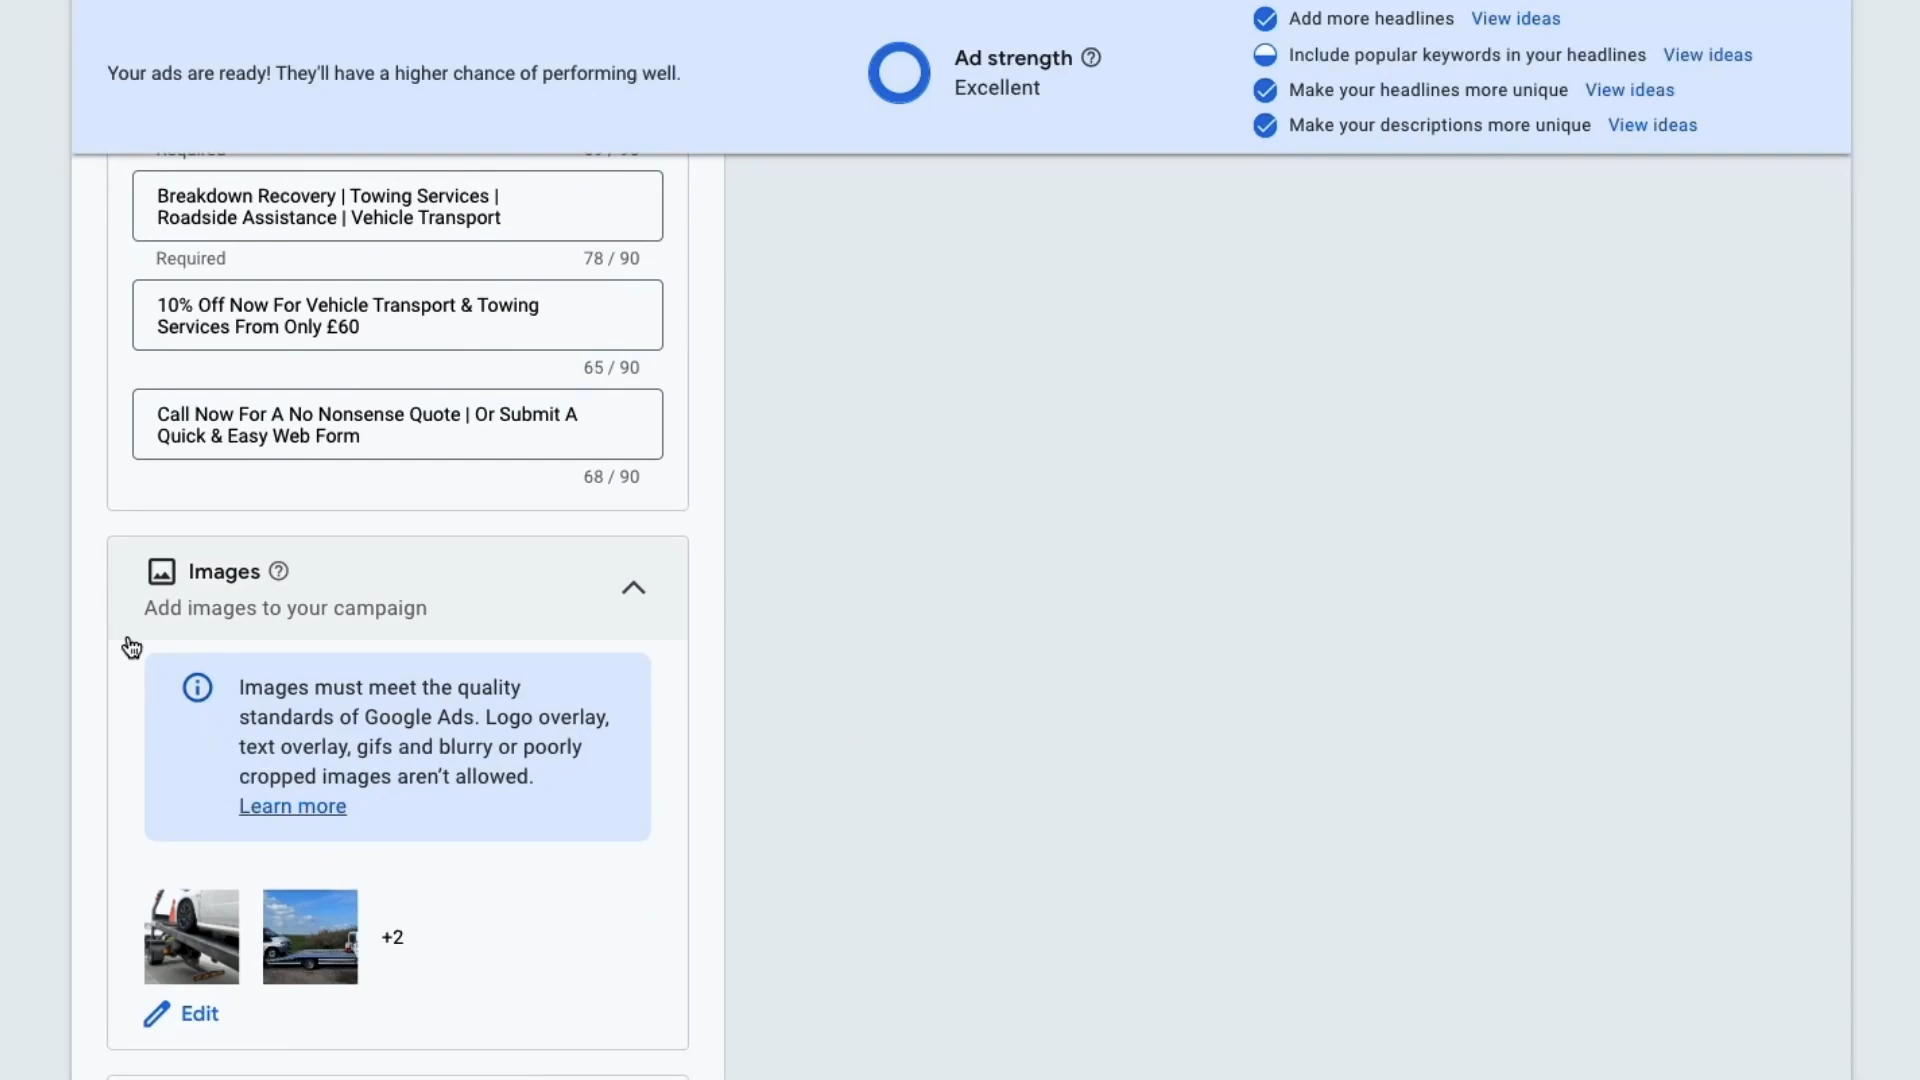 Add more headlines View ideas
Your ads are ready! They'll have a higher chance of performing well.
Ad strength
Excellent
Include popular keywords in your headlines View ideas
Make your headlines more unique View ideas
Make your descriptions more unique View ideas
Breakdown Recovery | Towing Services |
Roadside Assistance | Vehicle Transport
Required 78 / 90
10% Off Now For Vehicle Transport & Towing
Services From Only £60
65 / 90
Call Now For A No Nonsense Quote | Or Submit A
Quick & Easy Web Form
68 / 90
Images
Add images to your campaign
Images must meet the quality
standards of Google Ads. Logo overlay,
text overlay, gifs and blurry or poorly
cropped images aren't allowed.
Learn more
+2
Edit